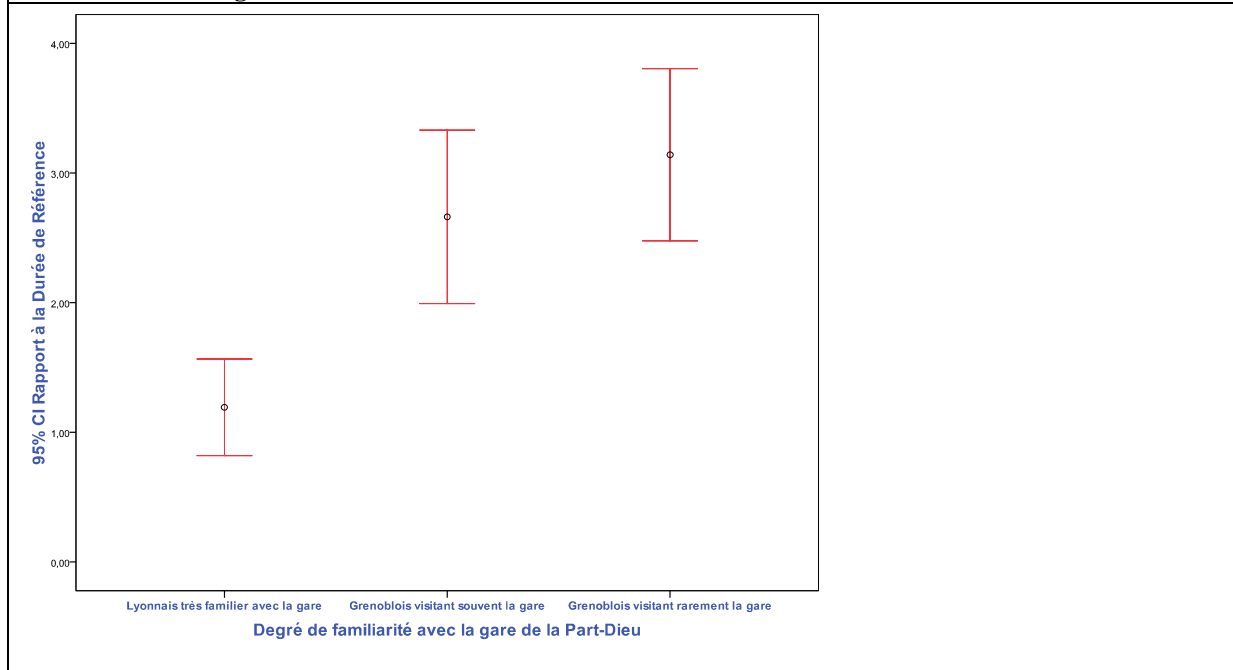 4,00
3,00
2,00
1,00
0,00
95% CI Rapport à la Durée de Référence
Lyonnais très familier avec la gare
Grenoblois visitant souvent la gare
Grenoblois visitant rarement la gare
Degré de familiarité avec la gare de la Part-Dieu